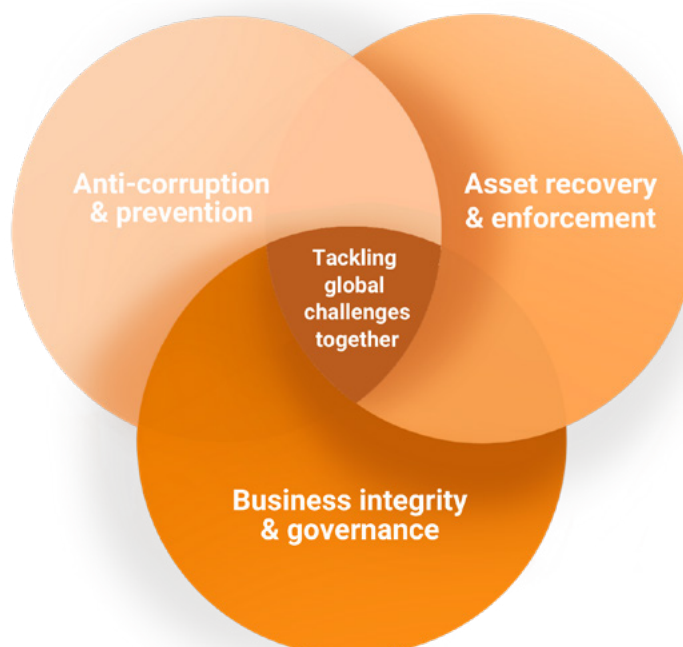 Anti-corruption
& prevention
Asset recovery
& enforcement
Tackling
global
challenges
together
Business integrity
& governance